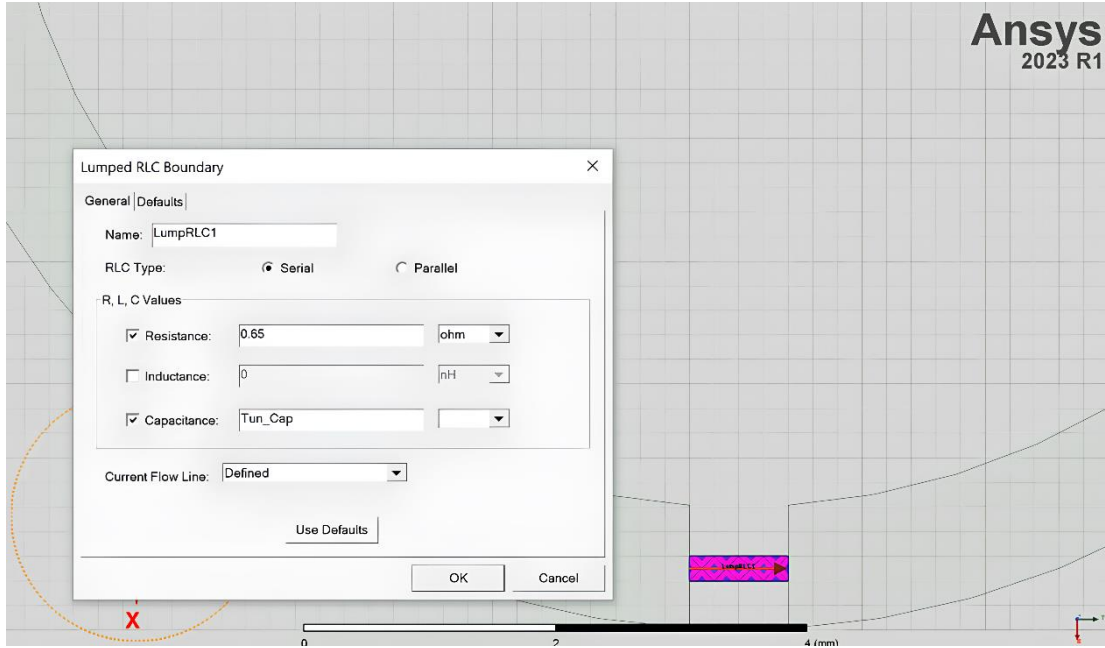 Ansys
2023 R1
Lumped RLC Boundary
General Defaults
Name: LumpRLC1
RLC Type: Serial Parallel
R, L, C Values
Resistance: 0.65 ohm
Inductance: 0 nH
Capacitance: Tun_Cap
Current Flow Line: Defined
Use Defaults
OK Cancel
LumpRLC1
X
0 2 4 (mm)